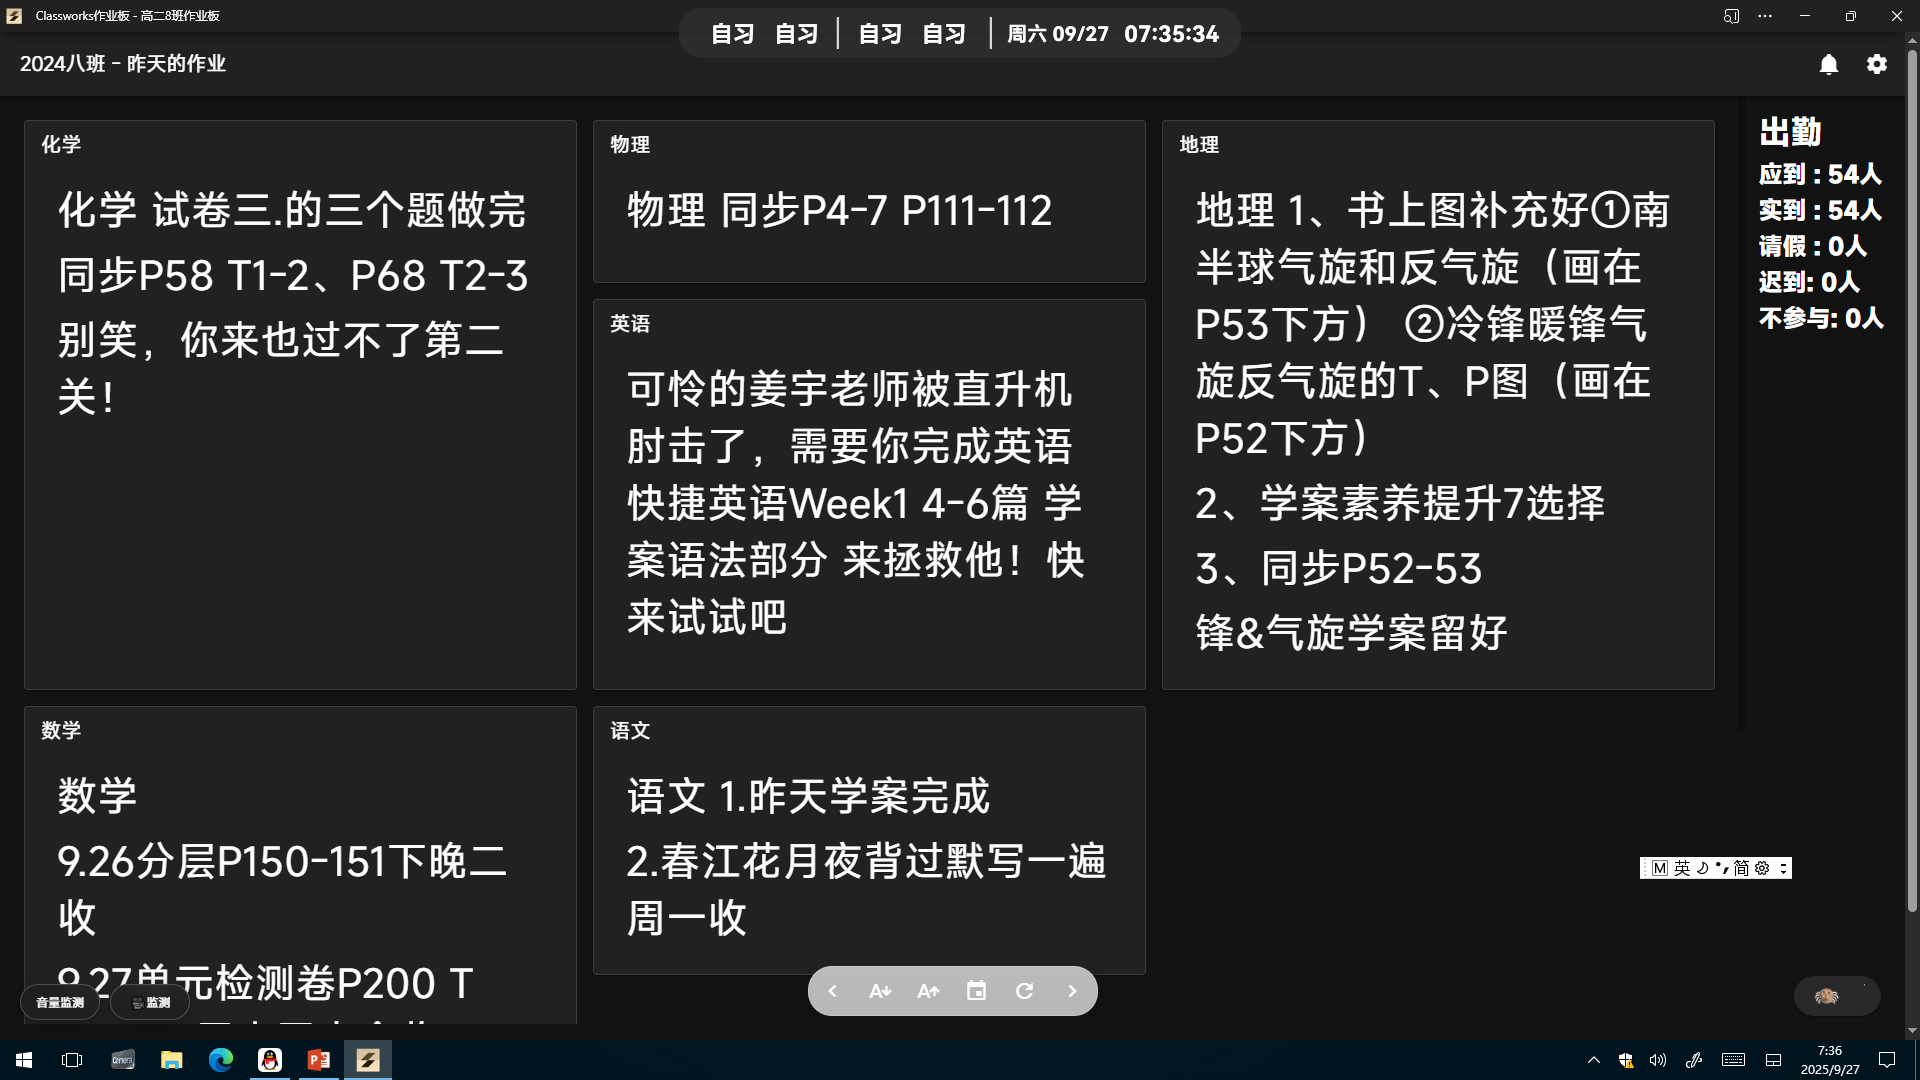 Classworks作业板 - 高二8班作业板
自习 自习 自习 自习 周六 09/27 07:35:34
2024八班 - 昨天的作业
化学
化学 试卷三.的三个题做完
同步P58 T1-2、P68 T2-3
别笑，你来也过不了第二
关！
物理
物理 同步P4-7 P111-112
英语
可怜的姜宇老师被直升机
肘击了，需要你完成英语
快捷英语Week1 4-6篇 学
案语法部分 来拯救他！快
来试试吧
地理
地理 1、书上图补充好①南
半球气旋和反气旋（画在
P53下方） ②冷锋暖锋气
旋反气旋的T、P图（画在
P52下方）
2、学案素养提升7选择
3、同步P52-53
锋&气旋学案留好
出勤
应到 : 54人
实到 : 54人
请假 : 0人
迟到: 0人
不参与: 0人
数学
数学
9.26分层P150-151下晚二
收
9.27单元检测卷P200 T
语文
语文 1.昨天学案完成
2.春江花月夜背过默写一遍
周一收
音量监测
监测
M 英 简
7:36
2025/9/27